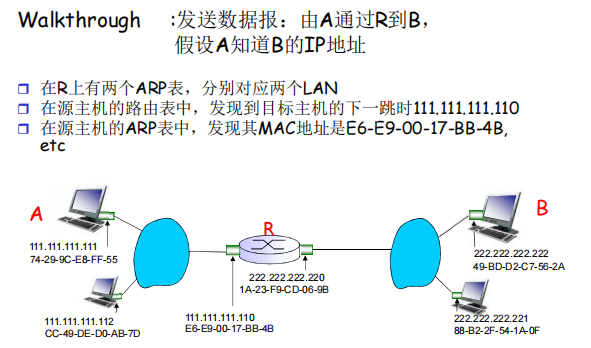 Walkthrough :发送数据报：由A通过R到B，
假设A知道B的IP地址
在R上有两个ARP表，分别对应两个LAN
在源主机的路由表中，发现到目标主机的下一跳时111.111.111.110
在源主机的ARP表中，发现其MAC地址是E6-E9-00-17-BB-4B,
etc
A
R
B
111.111.111.111
74-29-9C-E8-FF-55
222.222.222.222
49-BD-D2-C7-56-2A
222.222.222.220
1A-23-F9-CD-06-9B
111.111.111.112
CC-49-DE-D0-AB-7D
111.111.111.110
E6-E9-00-17-BB-4B
222.222.222.221
88-B2-2F-54-1A-0F